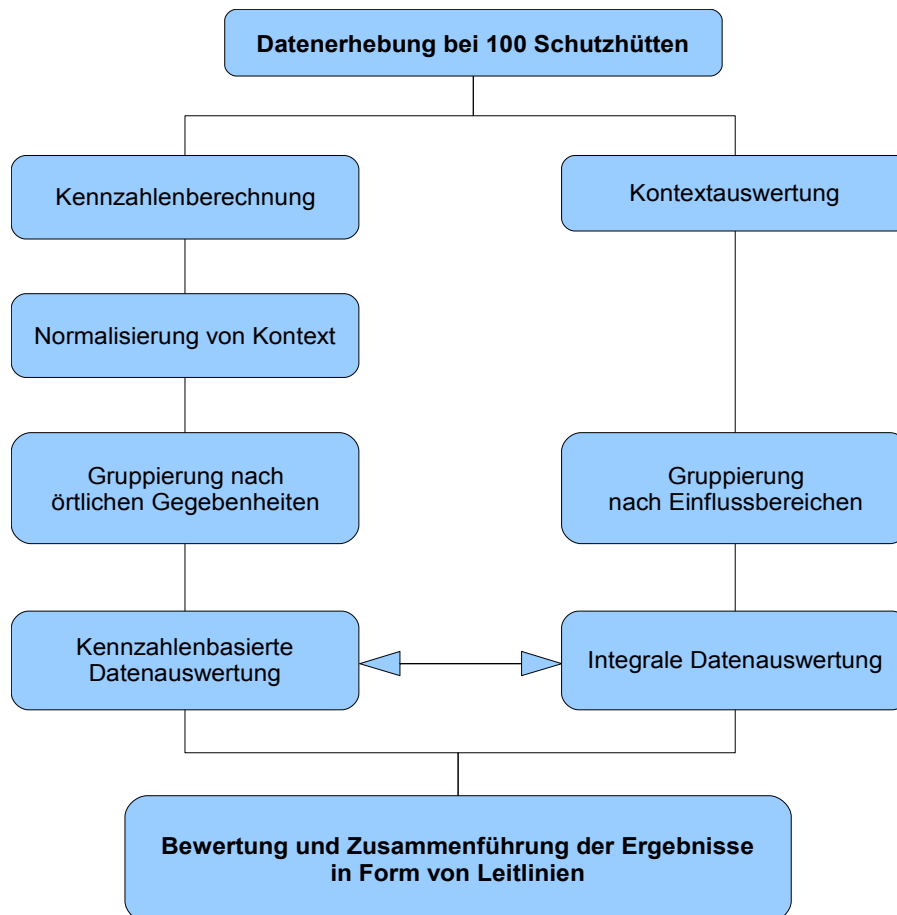 Datenerhebung bei 100 Schutzhütten
Kennzahlenberechnung
Kontextauswertung
Normalisierung von Kontext
Gruppierung nach
örtlichen Gegebenheiten
Gruppierung
nach Einflussbereichen
Kennzahlenbasierte
Datenauswertung
Integrale Datenauswertung
Bewertung und Zusammenführung der Ergebnisse
in Form von Leitlinien